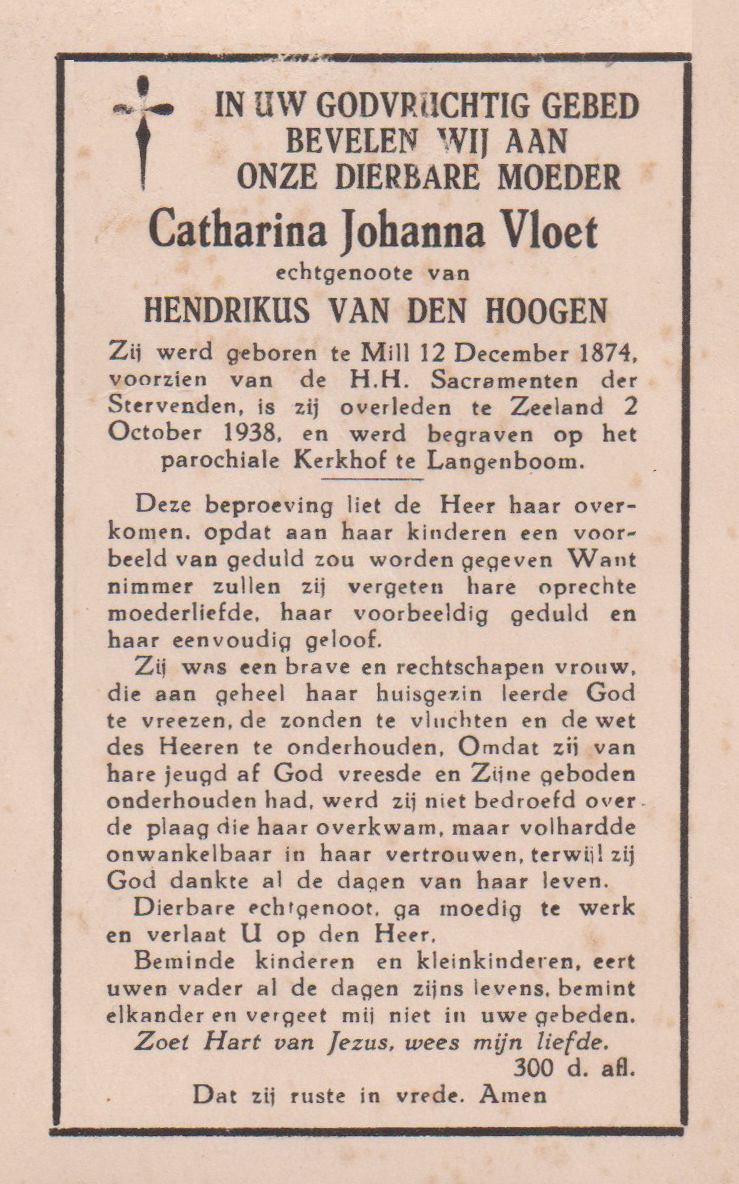 IN UW GODVRUCHTIG GEBED
BEVELEN WIJ AAN
ONZE DIERBARE MOEDER
Catharina Johanna Vloet
echtgenoote van
HENDRIKUS VAN DEN HOOGEN
Zij werd geboren te Mill 12 December 1874,
voorzien van de H.H. Sacramenten der
Stervenden, is zij overleden te Zeeland 2
October 1938, en werd begraven op het
parochiale Kerkhof te Langenboom.
Deze beproeving liet de Heer haar over-
komen. opdat aan haar kinderen een voor-
beeld van geduld zou worden gegeven Want
nimmer zullen zij vergeten hare oprechte
moederliefde, haar voorbeeldig geduld en
haar eenvoudig geloof.
Zij was een brave en rechtschapen vrouw,
die aan geheel haar huisgezin leerde God
te vreezen, de zonden te vluchten en de wet
des Heeren te onderhouden, Omdat zij van
hare jeugd af God vreesde en Zijne geboden
onderhouden had, werd zij niet bedroefd over
de plaag die haar overkwam, maar volhardde
onwankelbaar in haar vertrouwen, terwijl zij
God dankte al de dagen van haar leven.
Dierbare echtgenoot, ga moedig te werk
en verlaat U op den Heer.
Beminde kinderen en kleinkinderen, eert
uwen vader al de dagen zijns levens, bemint
elkander en vergeet mij niet in uwe gebeden.
Zoet Hart van Jezus, wees mijn liefde.
300 d. afl.
Dat zij ruste in vrede. Amen